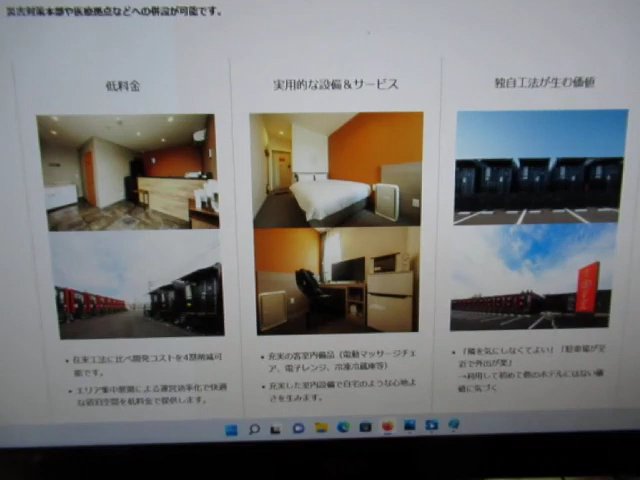 災害対策本部や医療拠点などへの併設が可能です。
低料金
実用的な設備＆サービス
独自工法が生む価値
• 在来工法に比べ開発コストを4割削減可
能です。
• エリア集中展開による運営効率化で快適
な宿泊空間を低料金で提供します。
• 充実の客室内備品（電動マッサージチェ
ア、電子レンジ、冷凍冷蔵庫等）
• 充実した室内設備で自宅のような心地よ
さを生みます。
• 「隣を気にしなくてよい」「駐車場が至
近で外出が楽」
→利用して初めて他のホテルにはない価
値に気づく